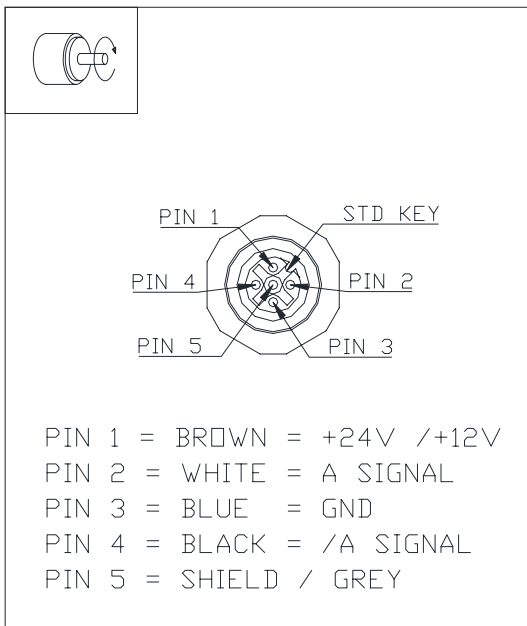 PIN 1
STD KEY
PIN 4
PIN 2
PIN 5
PIN 3
PIN 1 = BROWN = +24V /+12V
PIN 2 = WHITE = A SIGNAL
PIN 3 = BLUE = GND
PIN 4 = BLACK = /A SIGNAL
PIN 5 = SHIELD / GREY